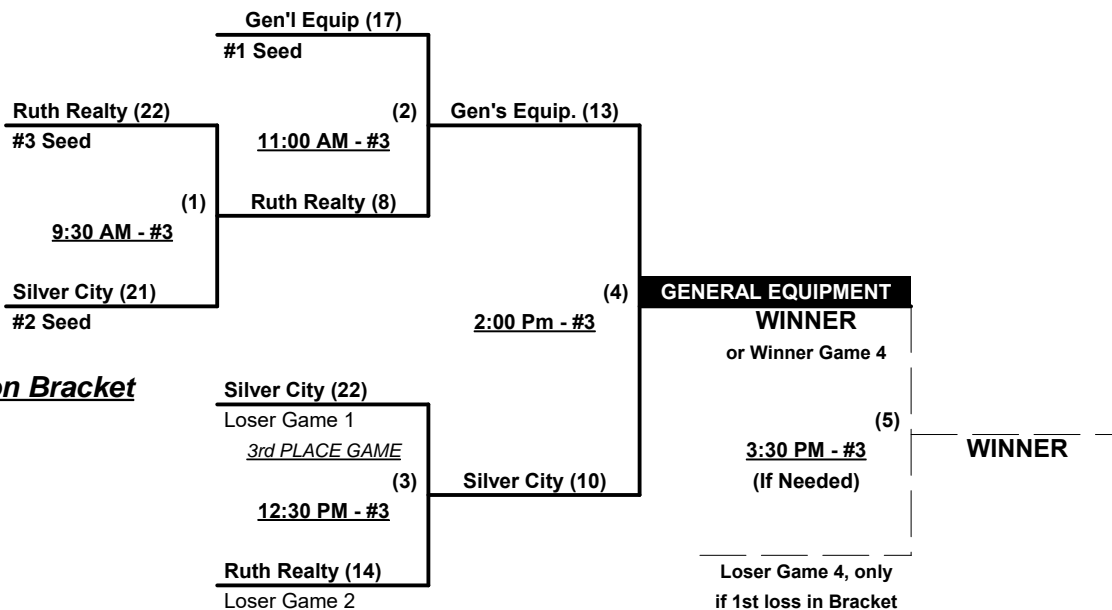 Gen'l Equip (17)
#1 Seed
Ruth Realty (22)
(2)
Gen's Equip. (13)
#3 Seed
11:00 AM - #3
(1)
Ruth Realty (8)
9:30 AM - #3
Silver City (21)
(4)
GENERAL EQUIPMENT
#2 Seed
2:00 Pm - #3
WINNER
or Winner Game 4
on Bracket
Silver City (22)
Loser Game 1
(5)
3rd PLACE GAME
3:30 PM - #3
WINNER
(3)
Silver City (10)
(If Needed)
12:30 PM - #3
Ruth Realty (14)
Loser Game 4, only
Loser Game 2
if 1st loss in Bracket